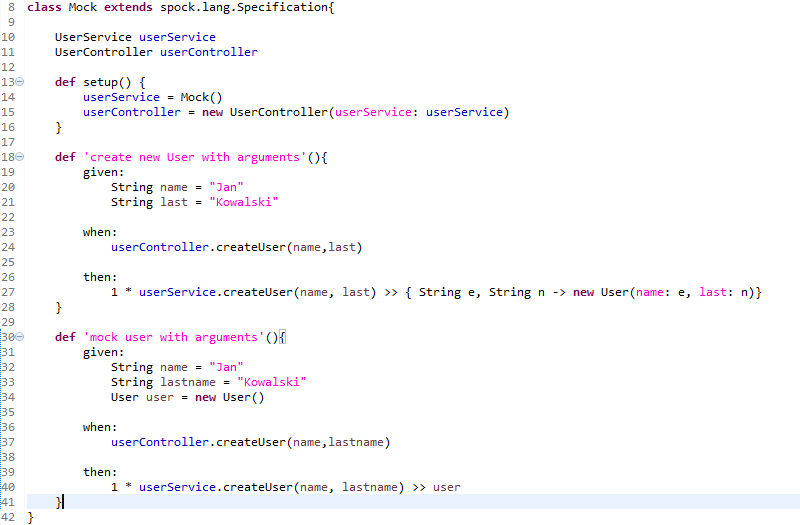 8 class Mock extends spock.lang.Specification{
9
10     UserService userService
11     UserController userController
12
13     def setup() {
14         userService = Mock()
15         userController = new UserController(userService: userService)
16     }
17
18     def 'create new User with arguments'(){
19         given:
20             String name = "Jan"
21             String last = "Kowalski"
22
23         when:
24             userController.createUser(name,last)
25
26         then:
27             1 * userService.createUser(name, last) >> { String e, String n -> new User(name: e, last: n)}
28     }
29
30     def 'mock user with arguments'(){
31         given:
32             String name = "Jan"
33             String lastname = "Kowalski"
34             User user = new User()
35
36         when:
37             userController.createUser(name,lastname)
38
39         then:
40             1 * userService.createUser(name, lastname) >> user
41     }
42 }